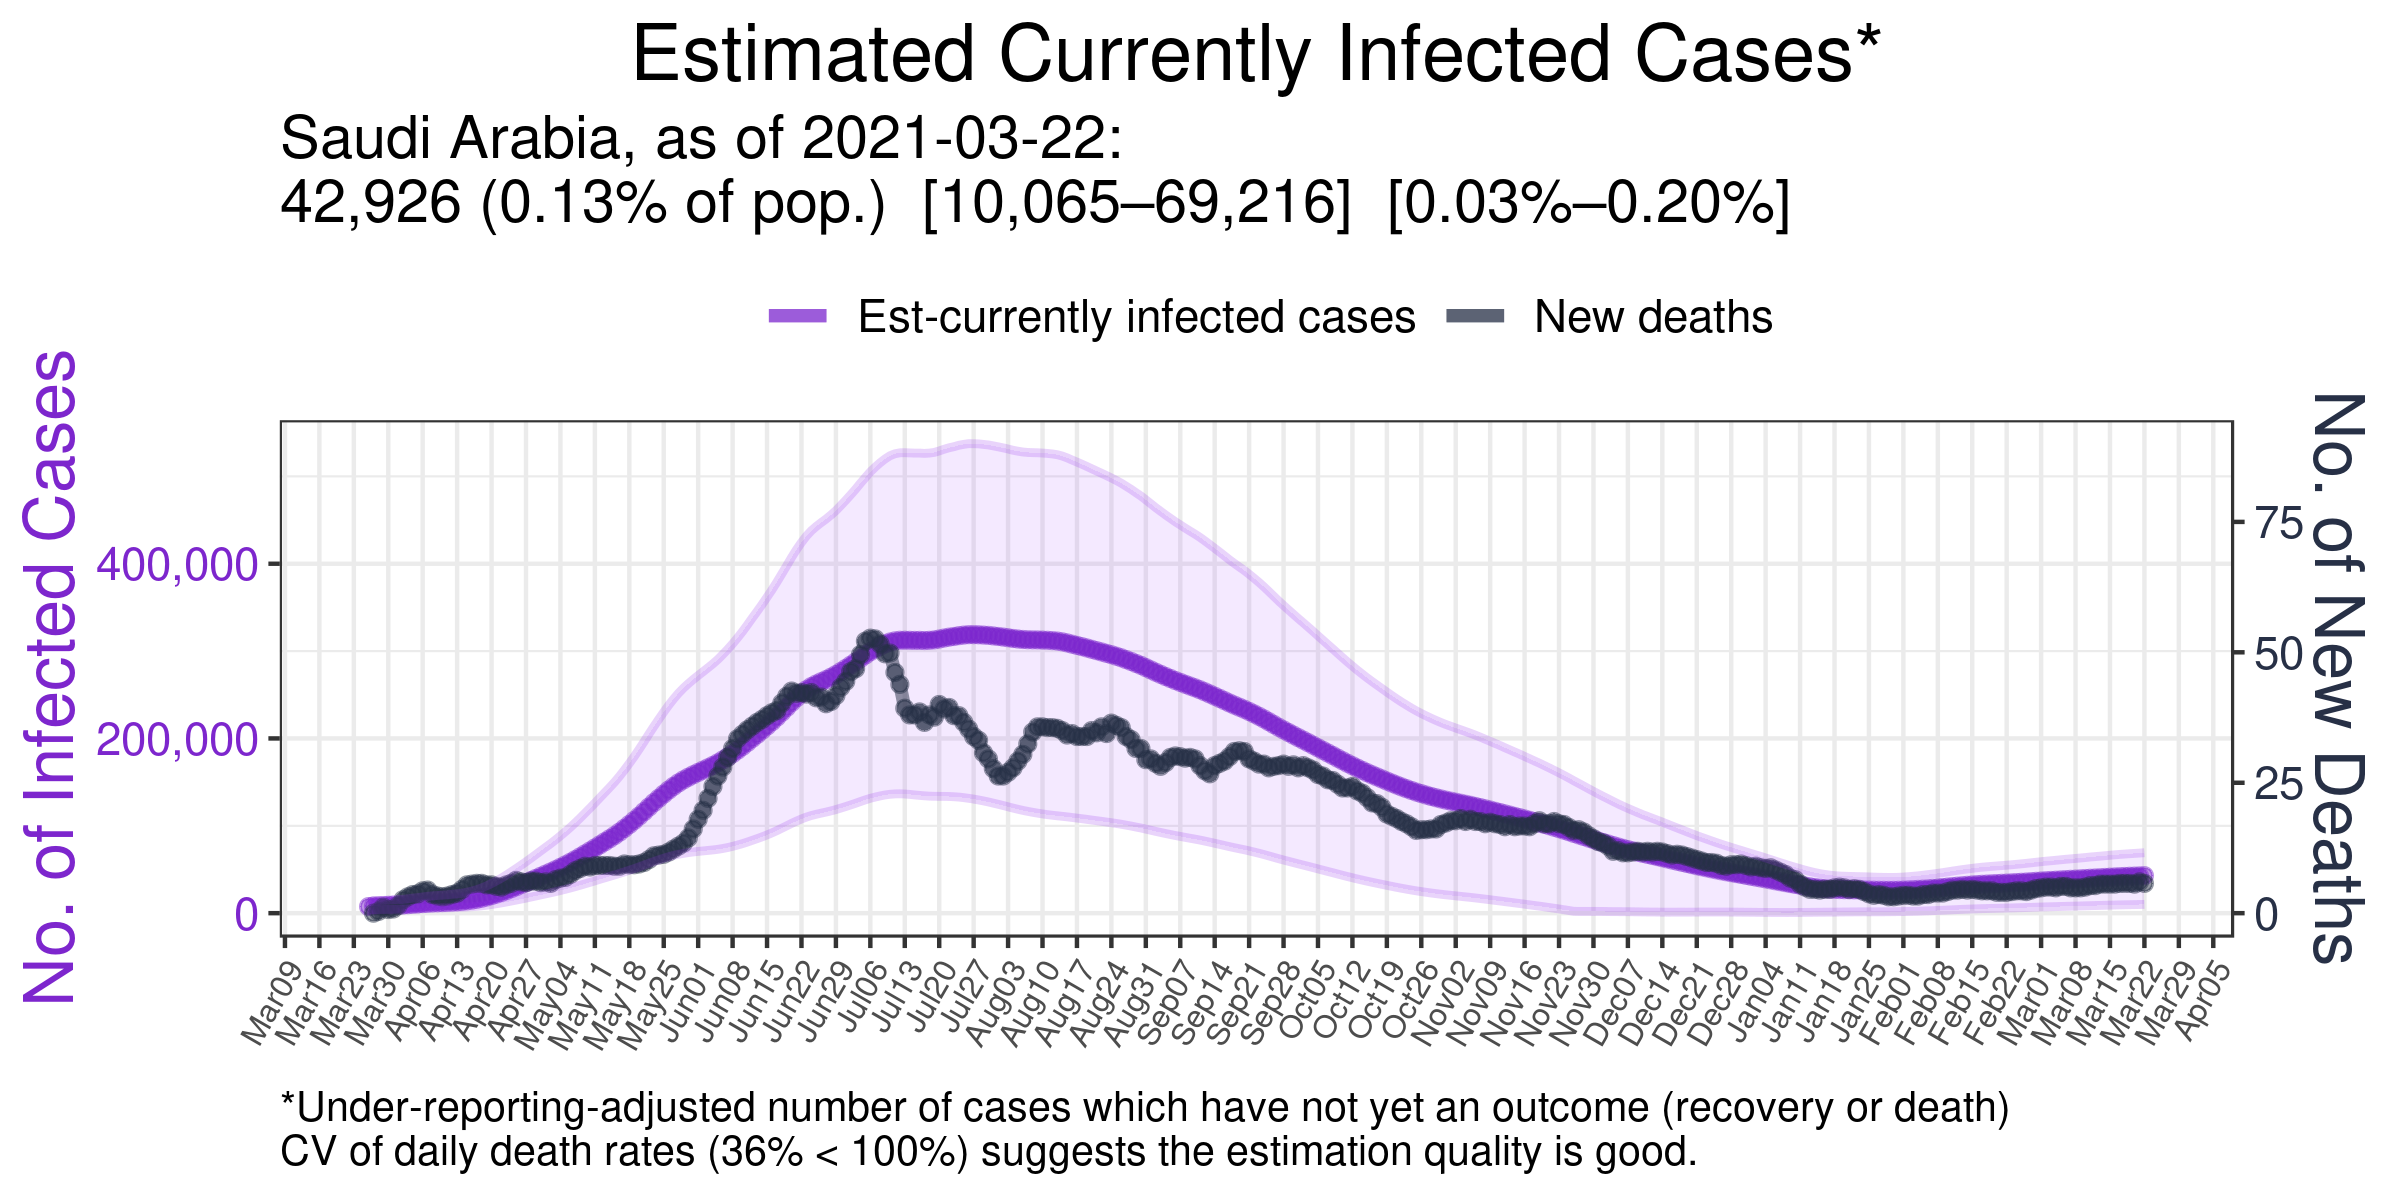 Estimated Currently Infected Cases*
Saudi Arabia, as of 2021-03-22:
42,926 (0.13% of pop.) [10,065–69,216] [0.03%–0.20%]
Est-currently infected cases New deaths
No. of Infected Cases
400,000
200,000
0
No. of New Deaths
75
50
25
0
Mar09 Mar16 Mar23 Mar30 Apr06 Apr13 Apr20 Apr27 May04 May11 May18 May25 Jun01 Jun08 Jun15 Jun22 Jun29 Jul06 Jul13 Jul20 Jul27 Aug03 Aug10 Aug17 Aug24 Aug31 Sep07 Sep14 Sep21 Sep28 Oct05 Oct12 Oct19 Oct26 Nov02 Nov09 Nov16 Nov23 Nov30 Dec07 Dec14 Dec21 Dec28 Jan04 Jan11 Jan18 Jan25 Feb01 Feb08 Feb15 Feb22 Mar01 Mar08 Mar15 Mar22 Mar29 Apr05
*Under-reporting-adjusted number of cases which have not yet an outcome (recovery or death)
CV of daily death rates (36% < 100%) suggests the estimation quality is good.